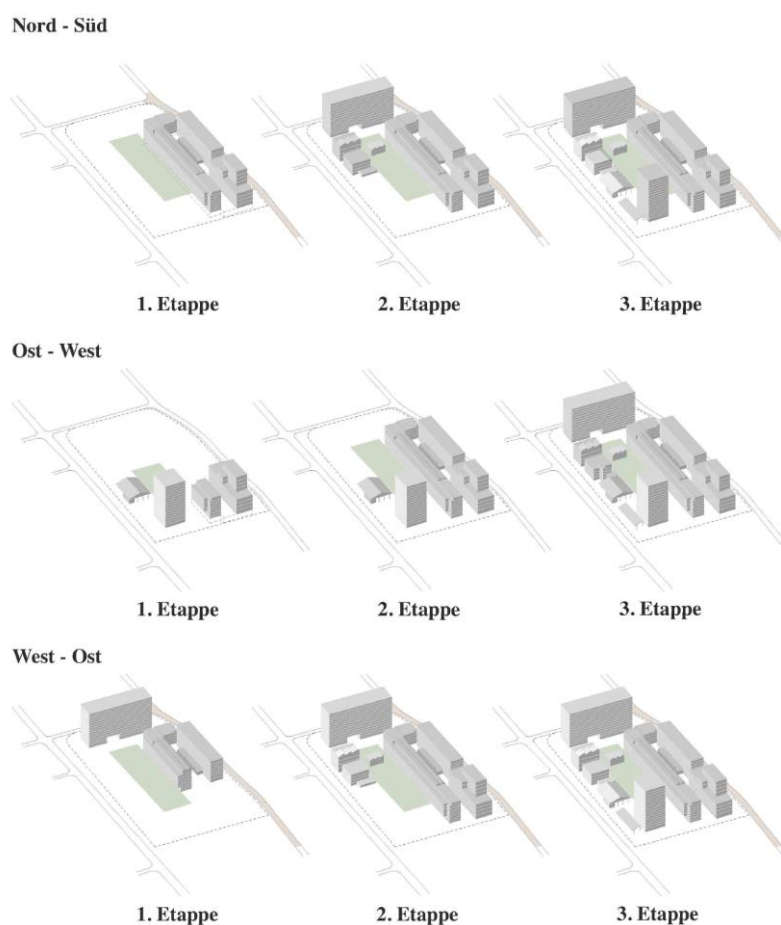 Nord - Süd
1. Etappe
2. Etappe
3. Etappe
Ost - West
1. Etappe
2. Etappe
3. Etappe
West - Ost
1. Etappe
2. Etappe
3. Etappe